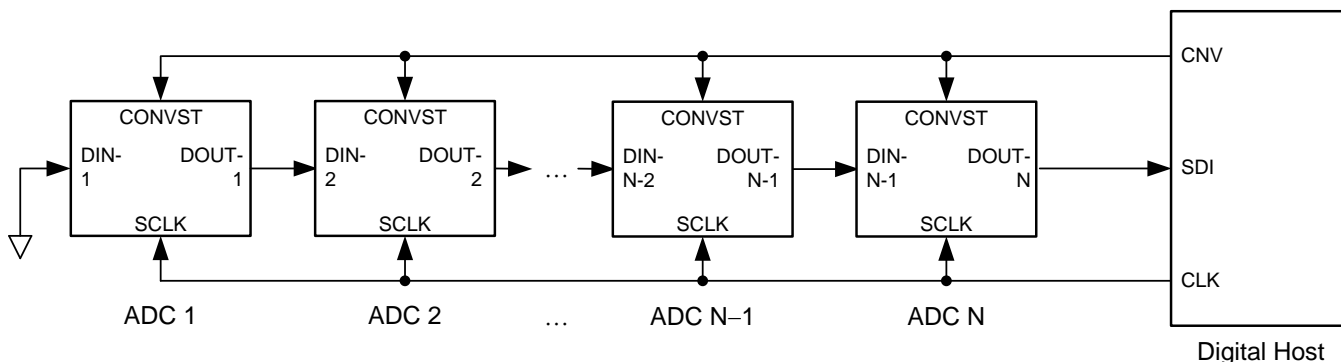 CNV
CONVST
DIN-
1
DOUT-
1
SCLK
CONVST
DIN-
2
DOUT-
2
SCLK
...
CONVST
DIN-
N-2
DOUT-
N-1
SCLK
CONVST
DIN-
N-1
DOUT-
N
SCLK
SDI
CLK
ADC 1
ADC 2
...
ADC N–1
ADC N
Digital Host